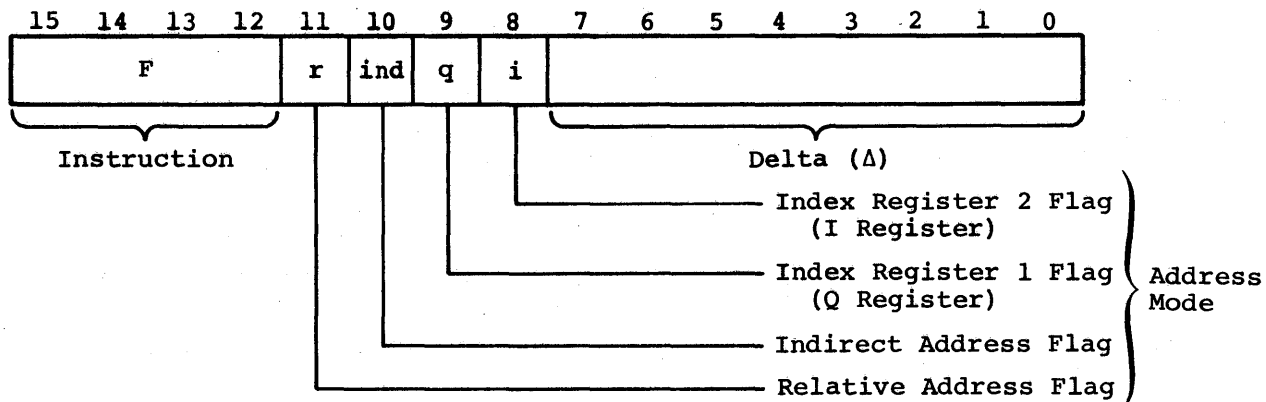 15 14 13 12 11 10 9 8 7 6 5 4 3 2 1 0
F r ind q i
Instruction
Delta (Δ)
Index Register 2 Flag
(I Register)
Index Register 1 Flag
(Q Register)
Address
Mode
Indirect Address Flag
Relative Address Flag